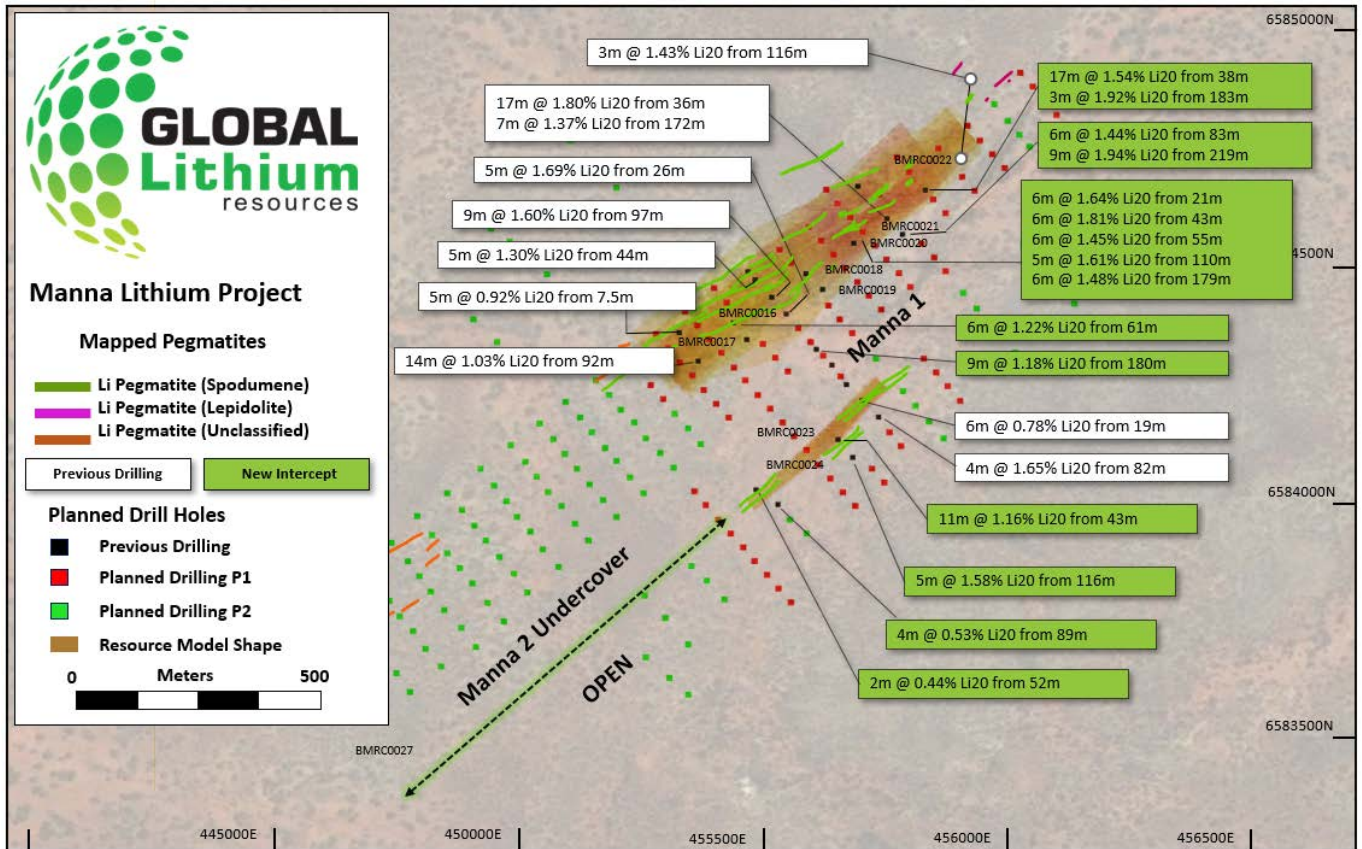 GLOBAL
Lithium
resources
Manna Lithium Project
Mapped Pegmatites
Li Pegmatite (Spodumene)
Li Pegmatite (Lepidolite)
Li Pegmatite (Unclassified)
Previous Drilling
New Intercept
Planned Drill Holes
Previous Drilling
Planned Drilling P1
Planned Drilling P2
Resource Model Shape
0 Meters 500
3m @ 1.43% Li20 from 116m
17m @ 1.80% Li20 from 36m
7m @ 1.37% Li20 from 172m
5m @ 1.69% Li20 from 26m
9m @ 1.60% Li20 from 97m
5m @ 1.30% Li20 from 44m
5m @ 0.92% Li20 from 7.5m
14m @ 1.03% Li20 from 92m
17m @ 1.54% Li20 from 38m
3m @ 1.92% Li20 from 183m
6m @ 1.44% Li20 from 83m
9m @ 1.94% Li20 from 219m
6m @ 1.64% Li20 from 21m
6m @ 1.81% Li20 from 43m
6m @ 1.45% Li20 from 55m
5m @ 1.61% Li20 from 110m
6m @ 1.48% Li20 from 179m
6m @ 1.22% Li20 from 61m
9m @ 1.18% Li20 from 180m
6m @ 0.78% Li20 from 19m
4m @ 1.65% Li20 from 82m
11m @ 1.16% Li20 from 43m
5m @ 1.58% Li20 from 116m
4m @ 0.53% Li20 from 89m
2m @ 0.44% Li20 from 52m
BMRC0022
BMRC0021
BMRC0020
BMRC0018
BMRC0019
BMRC0016
BMRC0017
BMRC0023
BMRC0024
BMRC0027
Manna 1
Manna 2 Undercover
OPEN
6585000N
4500N
6584000N
6583500N
445000E
450000E
455500E
456000E
456500E